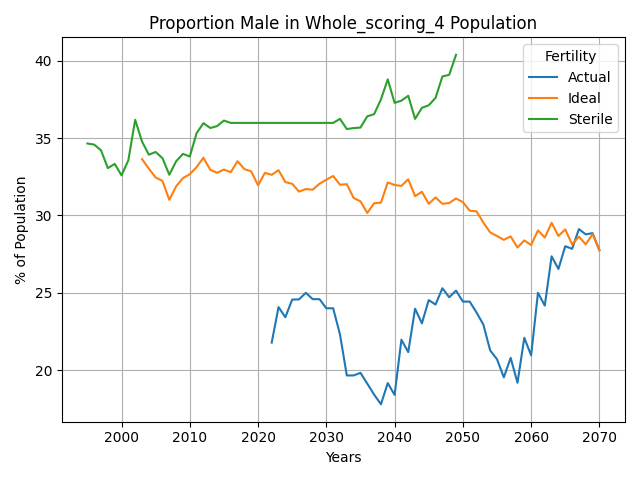 Proportion Male in Whole_scoring_4 Population
Fertility
Actual
Ideal
Sterile
% of Population
40
35
30
25
20
2000
2010
2020
2030
2040
2050
2060
2070
Years